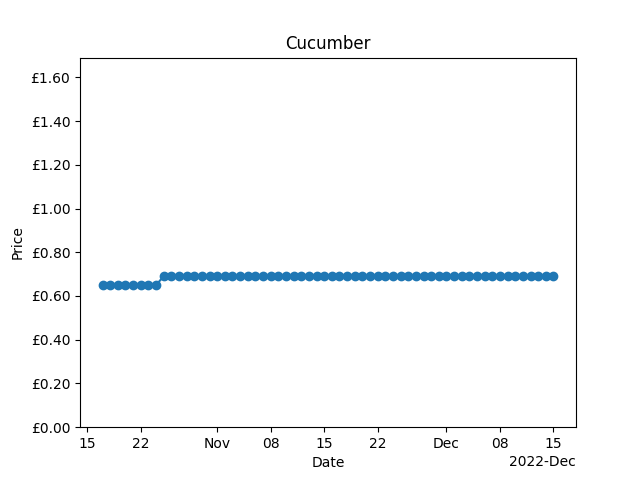 Cucumber
£1.60
£1.40
£1.20
£1.00
£0.80
£0.60
£0.40
£0.20
£0.00
Price
15 22 Nov 08 15 22 Dec 08 15
Date
2022-Dec